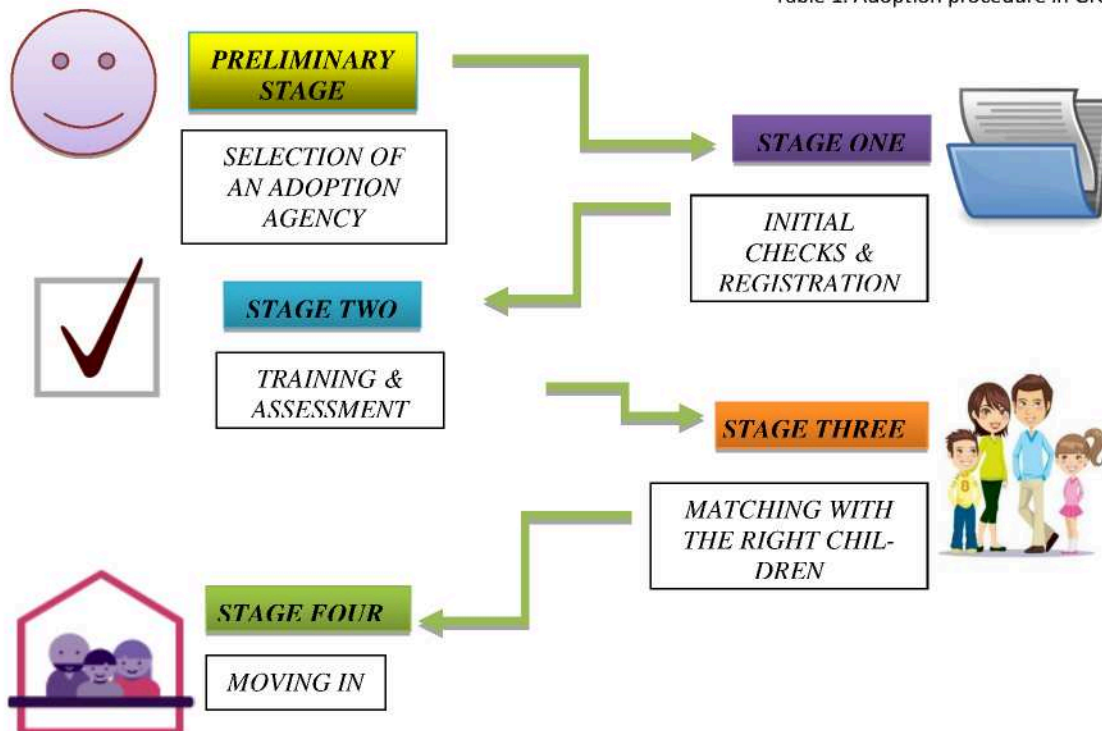 Table 1. Adoption procedure in
PRELIMINARY
STAGE
SELECTION OF
AN ADOPTION
AGENCY
STAGE ONE
INITIAL
CHECKS &
REGISTRATION
STAGE TWO
TRAINING &
ASSESSMENT
STAGE THREE
MATCHING WITH
THE RIGHT CHIL-
DREN
STAGE FOUR
MOVING IN